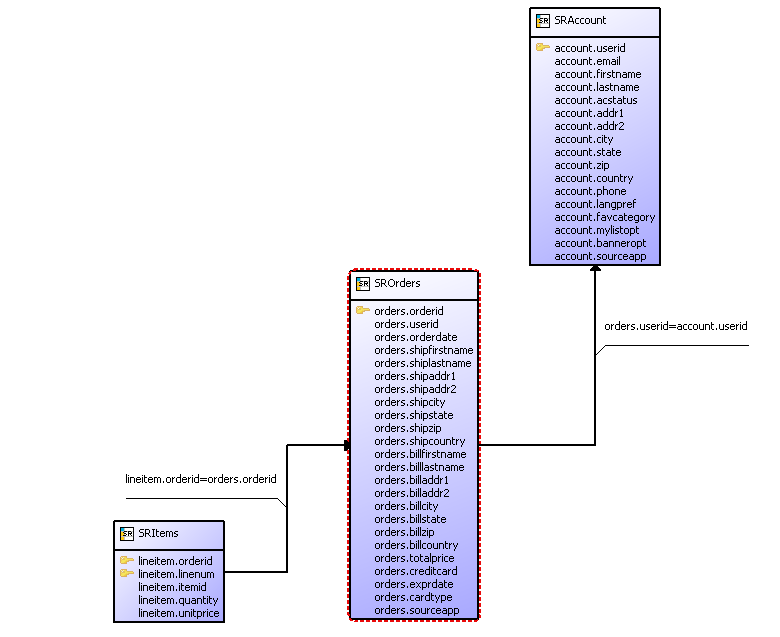 SR SRAccount
account.userid
account.email
account.firstname
account.lastname
account.acstatus
account.addr1
account.addr2
account.city
account.state
account.zip
account.country
account.phone
account.langpref
account.favcategory
account.mylistopt
account.banneropt
account.sourceapp
orders.userid=account.userid
SR SROrders
orders.orderid
orders.userid
orders.orderdate
orders.shipfirstname
orders.shiplastname
orders.shipaddr1
orders.shipaddr2
orders.shipcity
orders.shipstate
orders.shipzip
orders.shipcountry
orders.billfirstname
orders.billlastname
orders.billaddr1
orders.billaddr2
orders.billcity
orders.billstate
orders.billzip
orders.billcountry
orders.totalprice
orders.creditcard
orders.exprdate
orders.cardtype
orders.sourceapp
lineitem.orderid=orders.orderid
SR SRItems
lineitem.orderid
lineitem.linenum
lineitem.itemid
lineitem.quantity
lineitem.unitprice